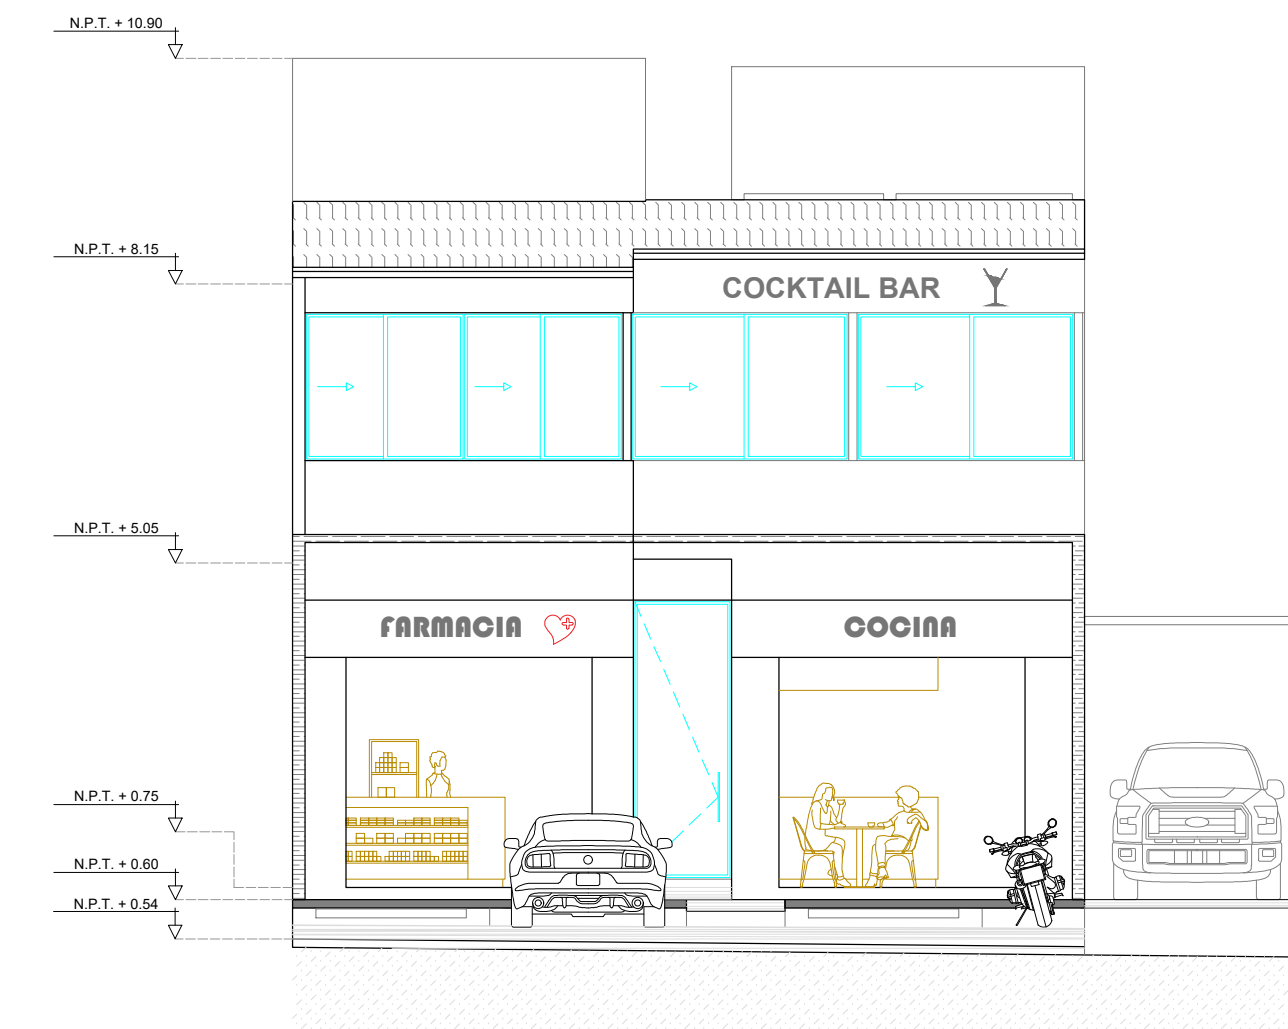 N.P.T. + 10.90
N.P.T. + 8.15
COCKTAIL BAR
N.P.T. + 5.05
FARMACIA
COCINA
N.P.T. + 0.75
N.P.T. + 0.60
N.P.T. + 0.54